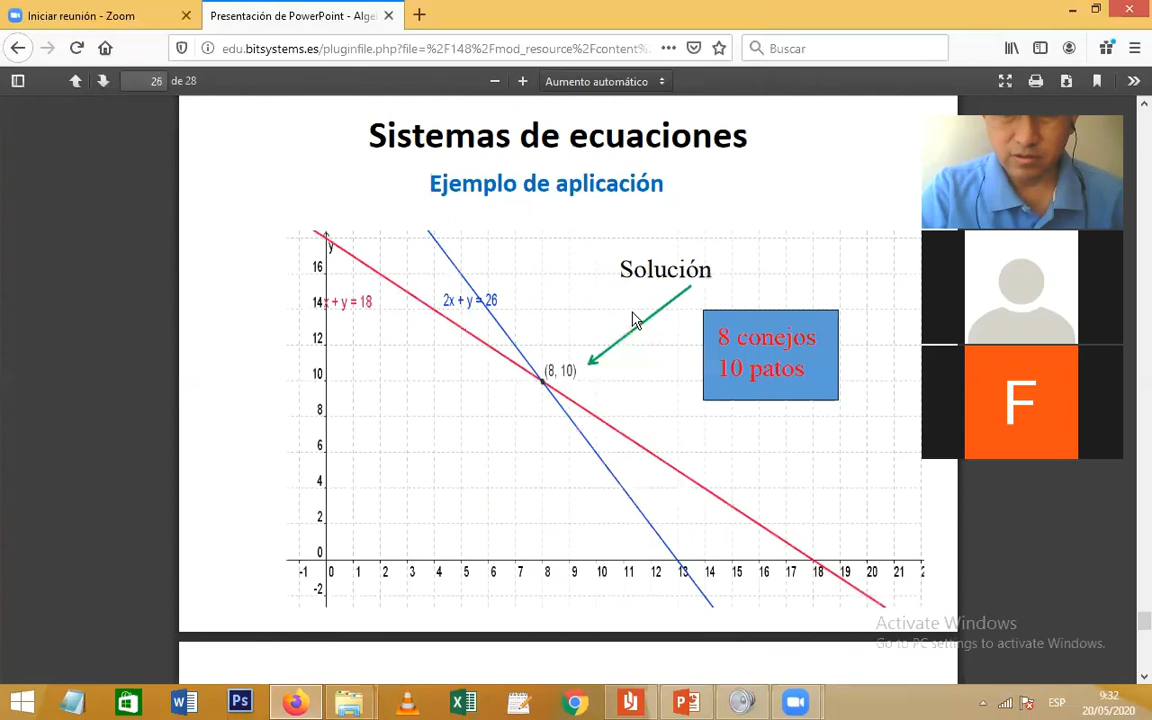 Iniciar reunión - Zoom
Presentación de PowerPoint - Alge
edu.bitsystems.es/pluginfile.php?file=%2F148%2Fmod_resource%2Fcontent%
Buscar
26 de 28
Aumento automático
Sistemas de ecuaciones
Ejemplo de aplicación
y
16
14
12
10
8
6
4
2
0
-2
x + y = 18
2x + y = 26
Solución
(8, 10)
8 conejos
10 patos
-1 0 1 2 3 4 5 6 7 8 9 10 11 12 13 14 15 16 17 18 19 20 21 2
F
Activate Windows
Go to PC settings to activate Windows.
W
Ps
ESP
9:32
20/05/2020